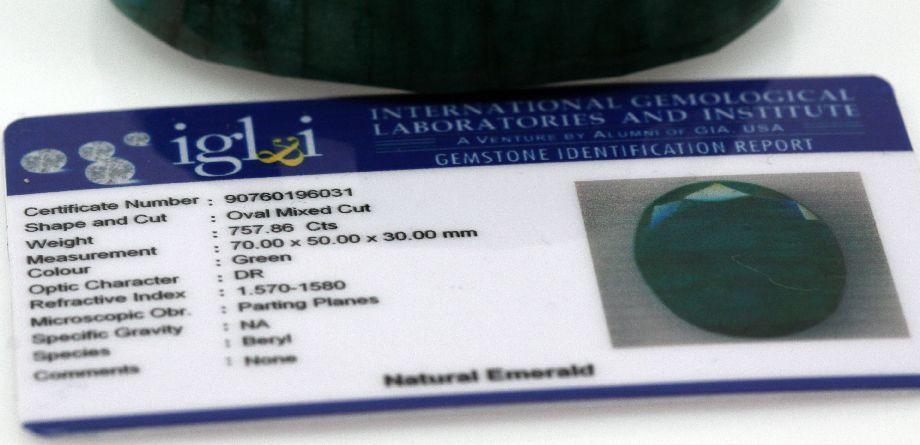 igl&i
INTERNATIONAL GEMOLOGICAL
LABORATORIES AND INSTITUTE
A VENTURE BY ALUMNI OF GIA, USA
GEMSTONE IDENTIFICATION REPORT
Certificate Number : 90760196031
Shape and Cut : Oval Mixed Cut
Weight : 757.86 Cts
Measurement : 70.00 x 50.00 x 30.00 mm
Colour : Green
Optic Character : DR
Refractive Index : 1.570-1580
Microscopic Obr. : Parting Planes
Specific Gravity : NA
Species : Beryl
Comments : None
Natural Emerald